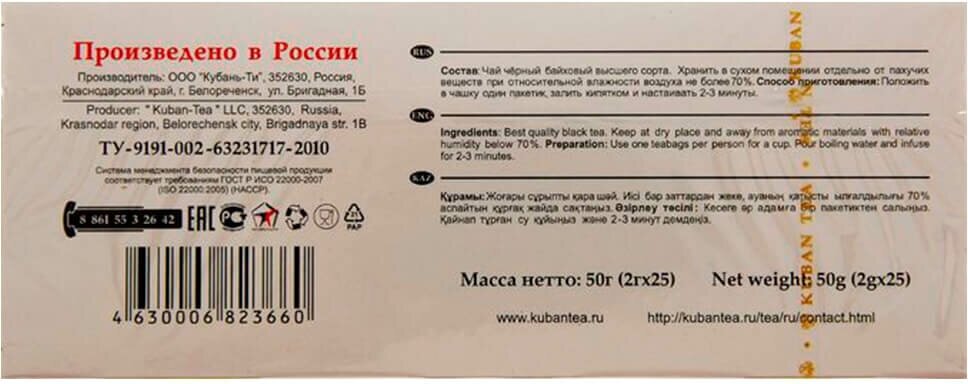 Произведено в России
Производитель: ООО "Кубань-Ти", 352630, Россия,
Краснодарский край, г. Белореченск, ул. Бригадная, 1Б
Producer: "Kuban-Tea" LLC, 352630, Russia,
Krasnodar region, Belorechensk city, Brigadnaya str. 1B
ТУ-9191-002-63231717-2010
Система менеджмента безопасности пищевой продукции
соответствует требованиям ГОСТ Р ИСО 22000-2007
(ISO 22000:2005) (HACCP).
8 861 55 3 26 42
EAC
PAP
4 630006 823660
RUS
Состав: Чай чёрный байховый высшего сорта. Хранить в сухом помещении отдельно от пахучих
веществ при относительной влажности воздуха не более 70%. Способ приготовления: Положить
в чашку один пакетик, залить кипятком и настаивать 2-3 минуты.
ENG
Ingredients: Best quality black tea. Keep at dry place and away from aromatic materials with relative
humidity below 70%. Preparation: Use one teabags per person for a cup. Pour boiling water and infuse
for 2-3 minutes.
KAZ
Құрамы: Жоғары сұрыпты қара шай. Иісі бар заттардан жеке, ауаның қатысты ылғалдылығы 70%
аспайтын құрғақ жайда сақтаңыз. Әзірлеу тәсілі: Кесеге әр адамға бір пакетиктен салыңыз.
Қайнап тұрған су құйыңыз және 2-3 минут демдеңіз.
Масса нетто: 50г (2гх25)
Net weight: 50g (2gx25)
www.kubantea.ru
http://kubantea.ru/tea/ru/contact.html
KUBAN TEA
KUBAN